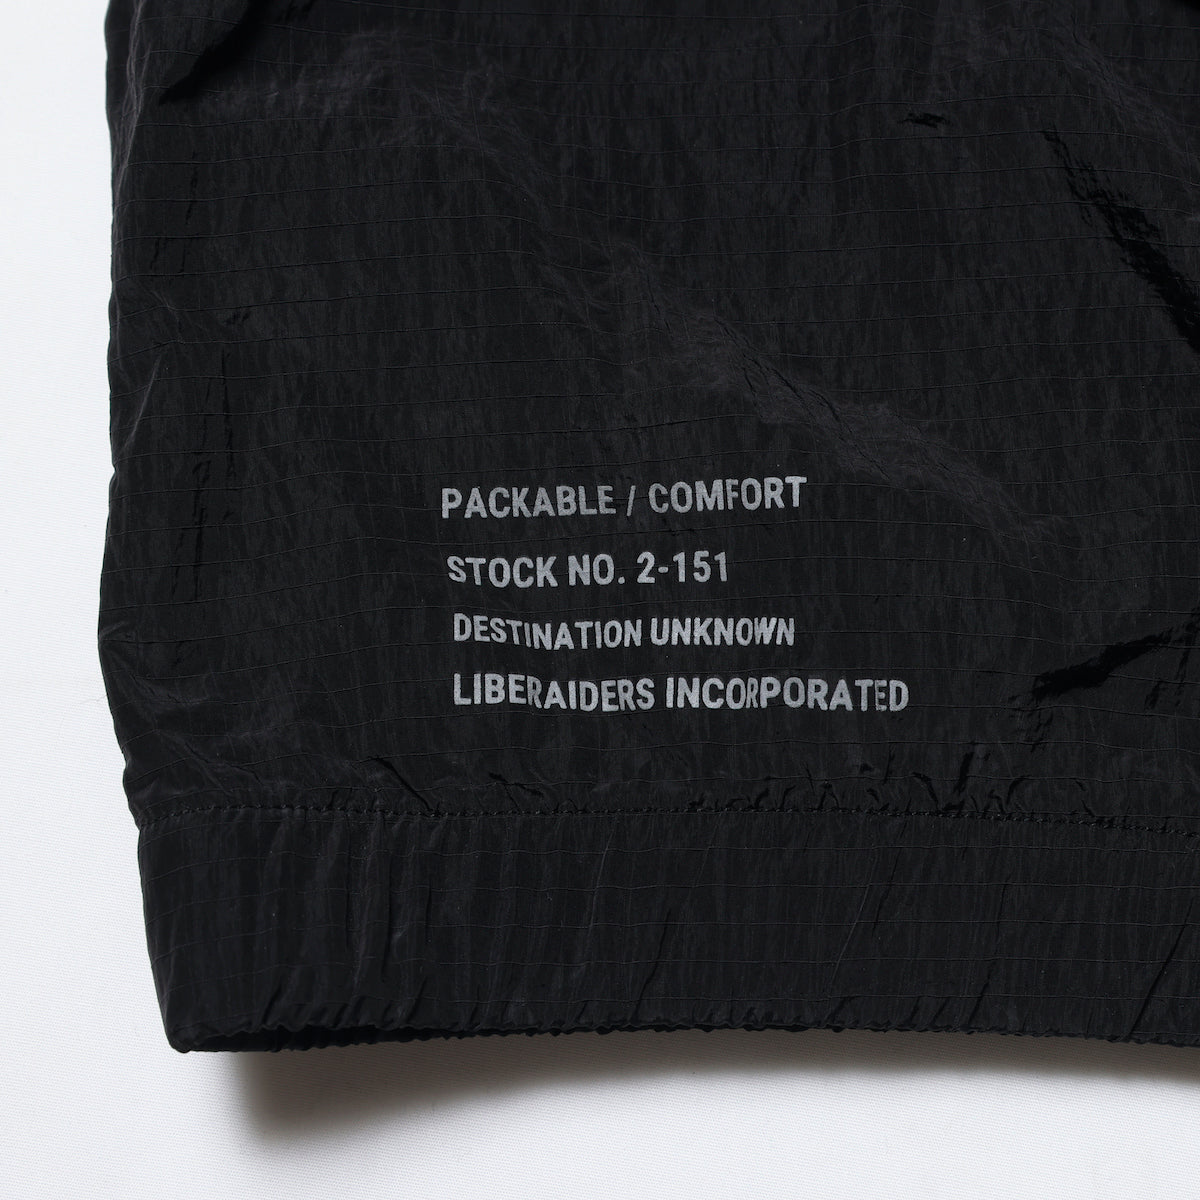 PACKABLE / COMFORT
STOCK NO. 2-151
DESTINATION UNKNOWN
LIBERAIDERS INCORPORATED